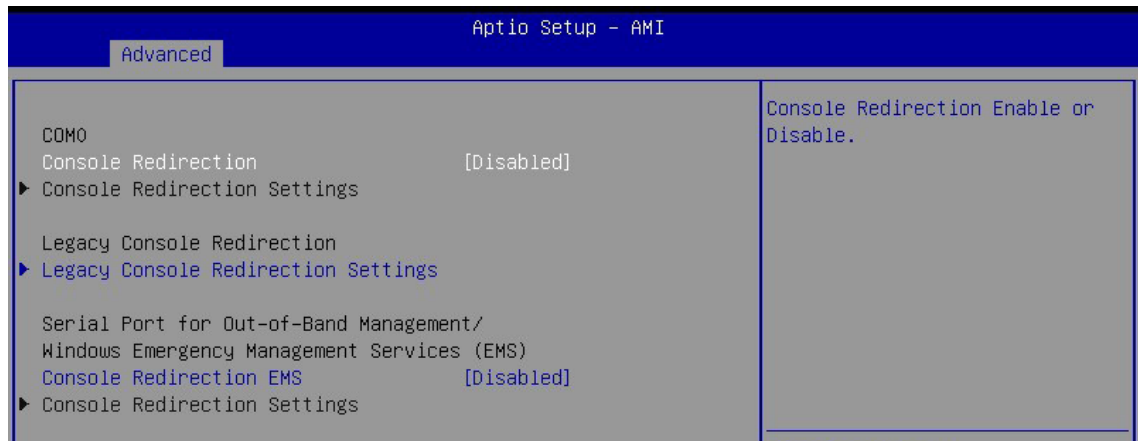 Aptio Setup – AMI
Advanced
COM0
Console Redirection [Disabled]
Console Redirection Settings
Legacy Console Redirection
Legacy Console Redirection Settings
Serial Port for Out-of-Band Management/
Windows Emergency Management Services (EMS)
Console Redirection EMS [Disabled]
Console Redirection Settings
Console Redirection Enable or
Disable.